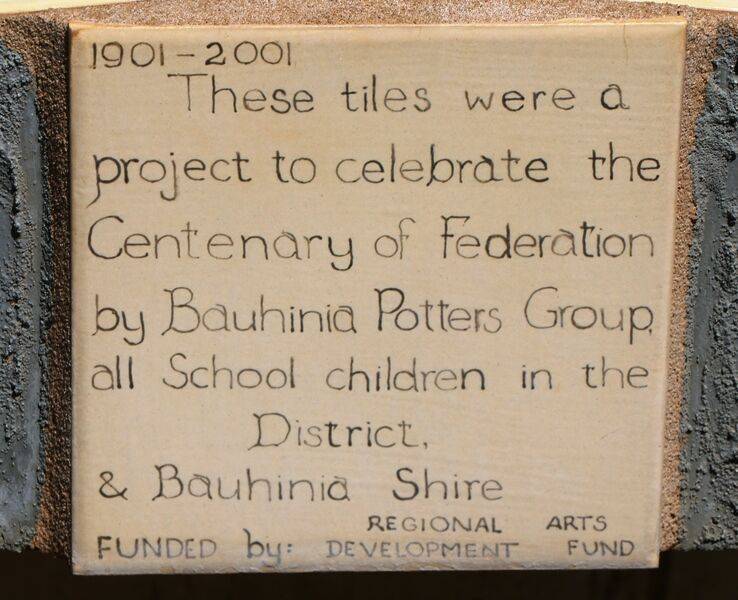 1901-2001
These tiles were a
project to celebrate the
Centenary of Federation
by Bauhinia Potters Group,
all School children in the
District,
& Bauhinia Shire
REGIONAL ARTS
FUNDED by: DEVELOPMENT FUND